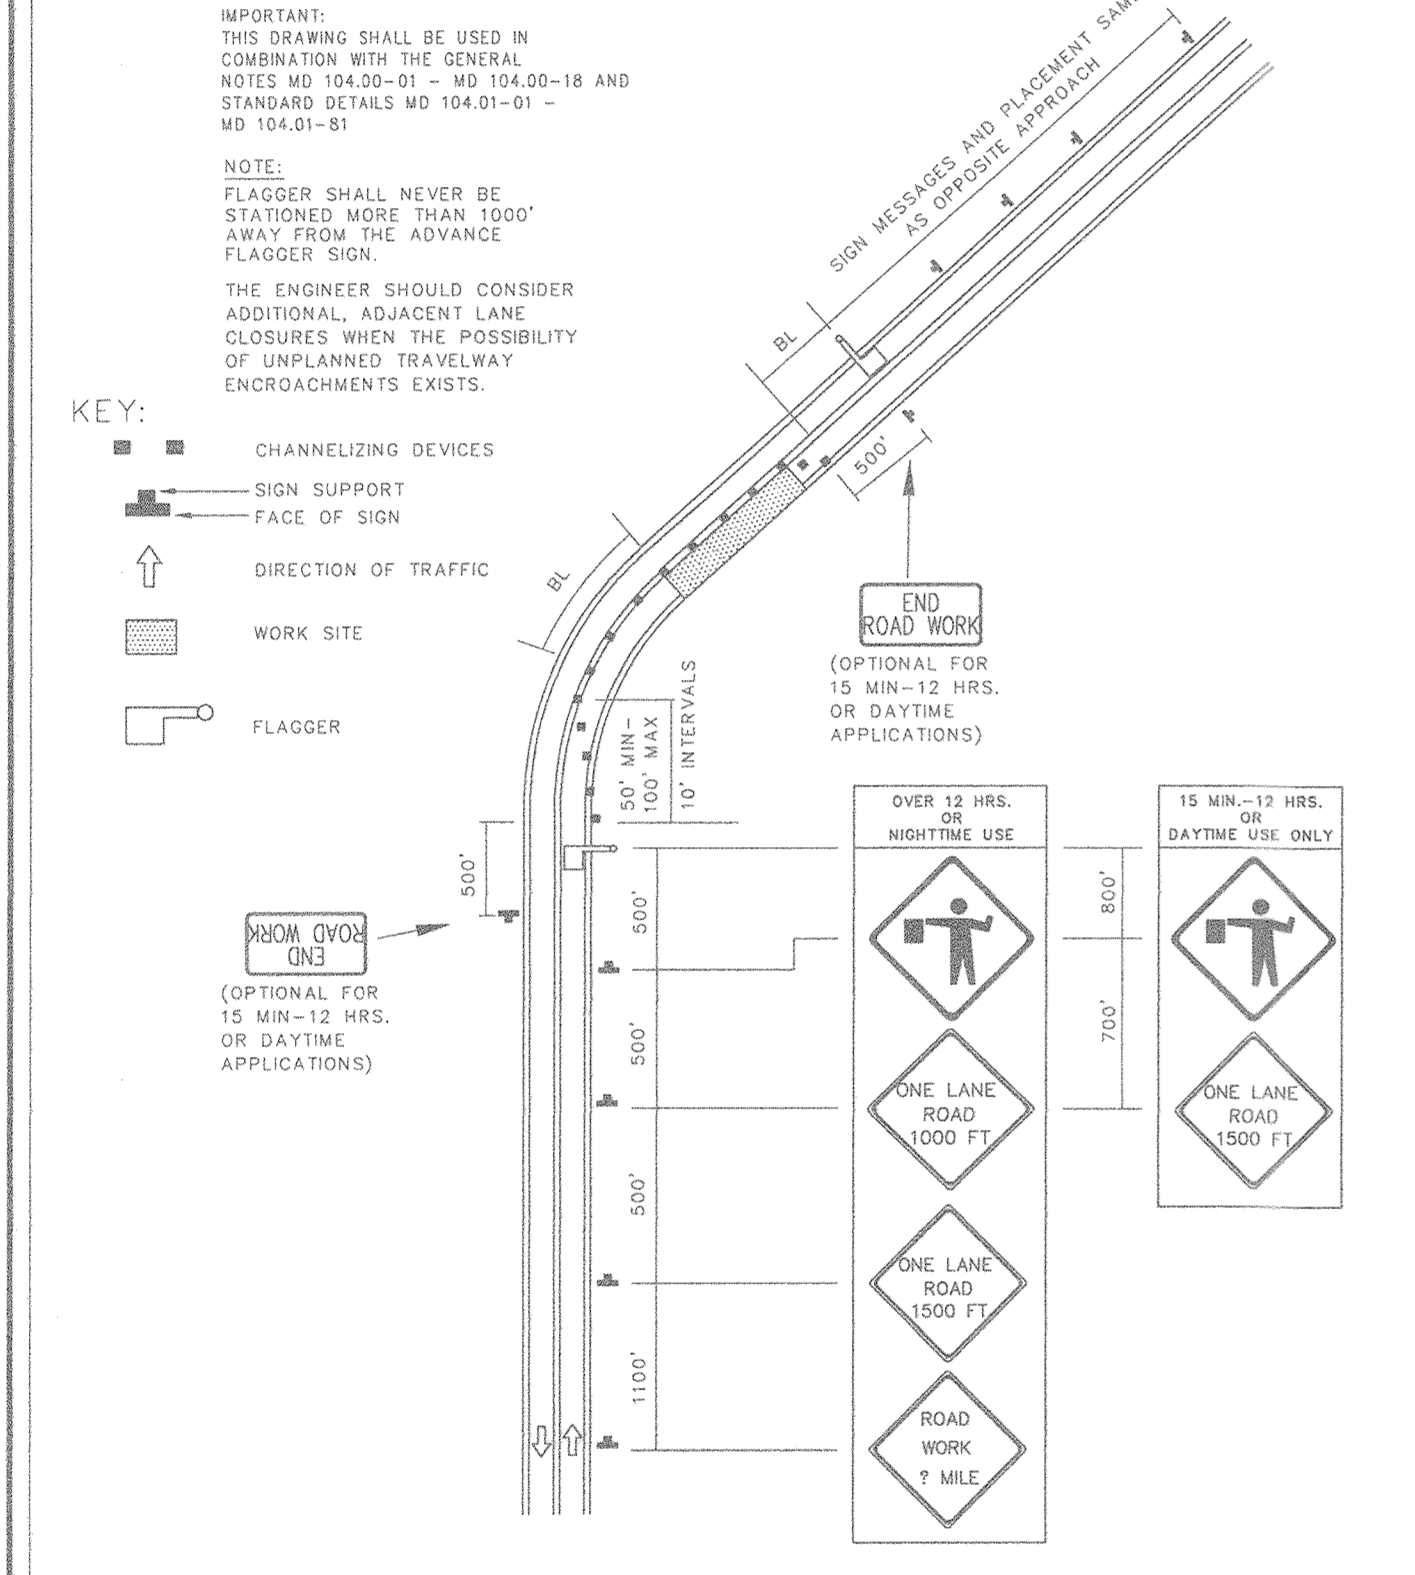 IMPORTANT:
THIS DRAWING SHALL BE USED IN
COMBINATION WITH THE GENERAL
NOTES MD 104.00-01 - MD 104.00-18 AND
STANDARD DETAILS MD 104.01-01 -
MD 104.01-81
NOTE:
FLAGGER SHALL NEVER BE
STATIONED MORE THAN 1000'
AWAY FROM THE ADVANCE
FLAGGER SIGN.
THE ENGINEER SHOULD CONSIDER
ADDITIONAL, ADJACENT LANE
CLOSURES WHEN THE POSSIBILITY
OF UNPLANNED TRAVELWAY
ENCROACHMENTS EXISTS.
KEY:
CHANNELIZING DEVICES
SIGN SUPPORT
FACE OF SIGN
DIRECTION OF TRAFFIC
WORK SITE
FLAGGER
SIGN MESSAGES AND PLACEMENT
AS OPPOSITE APPROACH
BL
500'
BL
END
ROAD WORK
(OPTIONAL FOR
15 MIN-12 HRS.
OR DAYTIME
APPLICATIONS)
50' MIN-
100' MAX
10' INTERVALS
500'
END
ROAD WORK
(OPTIONAL FOR
15 MIN-12 HRS.
OR DAYTIME
APPLICATIONS)
500'
500'
500'
1100'
OVER 12 HRS.
OR
NIGHTTIME USE
ONE LANE
ROAD
1000 FT
ONE LANE
ROAD
1500 FT
ROAD
WORK
? MILE
800'
700'
15 MIN.-12 HRS.
OR
DAYTIME USE ONLY
ONE LANE
ROAD
1500 FT